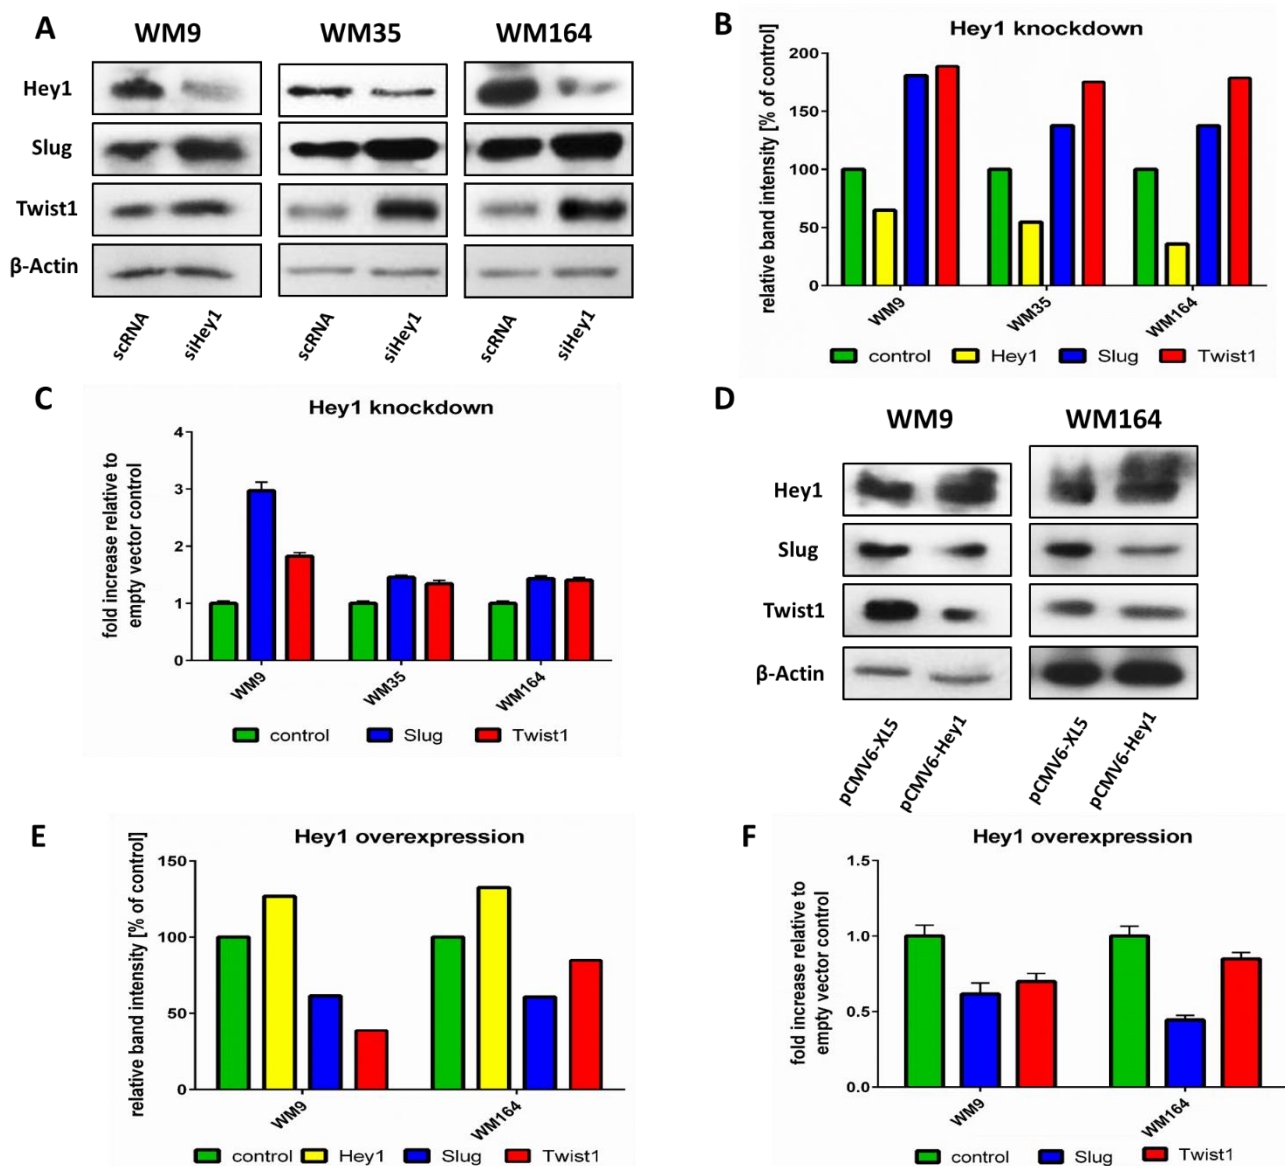 A
WM9 WM35 WM164
Hey1
Slug
Twist1
β-Actin
scRNA siHey1 scRNA siHey1 scRNA siHey1
B
Hey1 knockdown
relative band intensity [% of control]
200
150
100
50
0
WM9 WM35 WM164
control Hey1 Slug Twist1
C
Hey1 knockdown
fold increase relative to
empty vector control
4
3
2
1
0
WM9 WM35 WM164
control Slug Twist1
D
WM9 WM164
Hey1
Slug
Twist1
β-Actin
pCMV6-XL5 pCMV6-Hey1 pCMV6-XL5 pCMV6-Hey1
E
Hey1 overexpression
relative band intensity [% of control]
150
100
50
0
WM9 WM164
control Hey1 Slug Twist1
F
Hey1 overexpression
fold increase relative to
empty vector control
1.5
1.0
0.5
0.0
WM9 WM164
control Slug Twist1